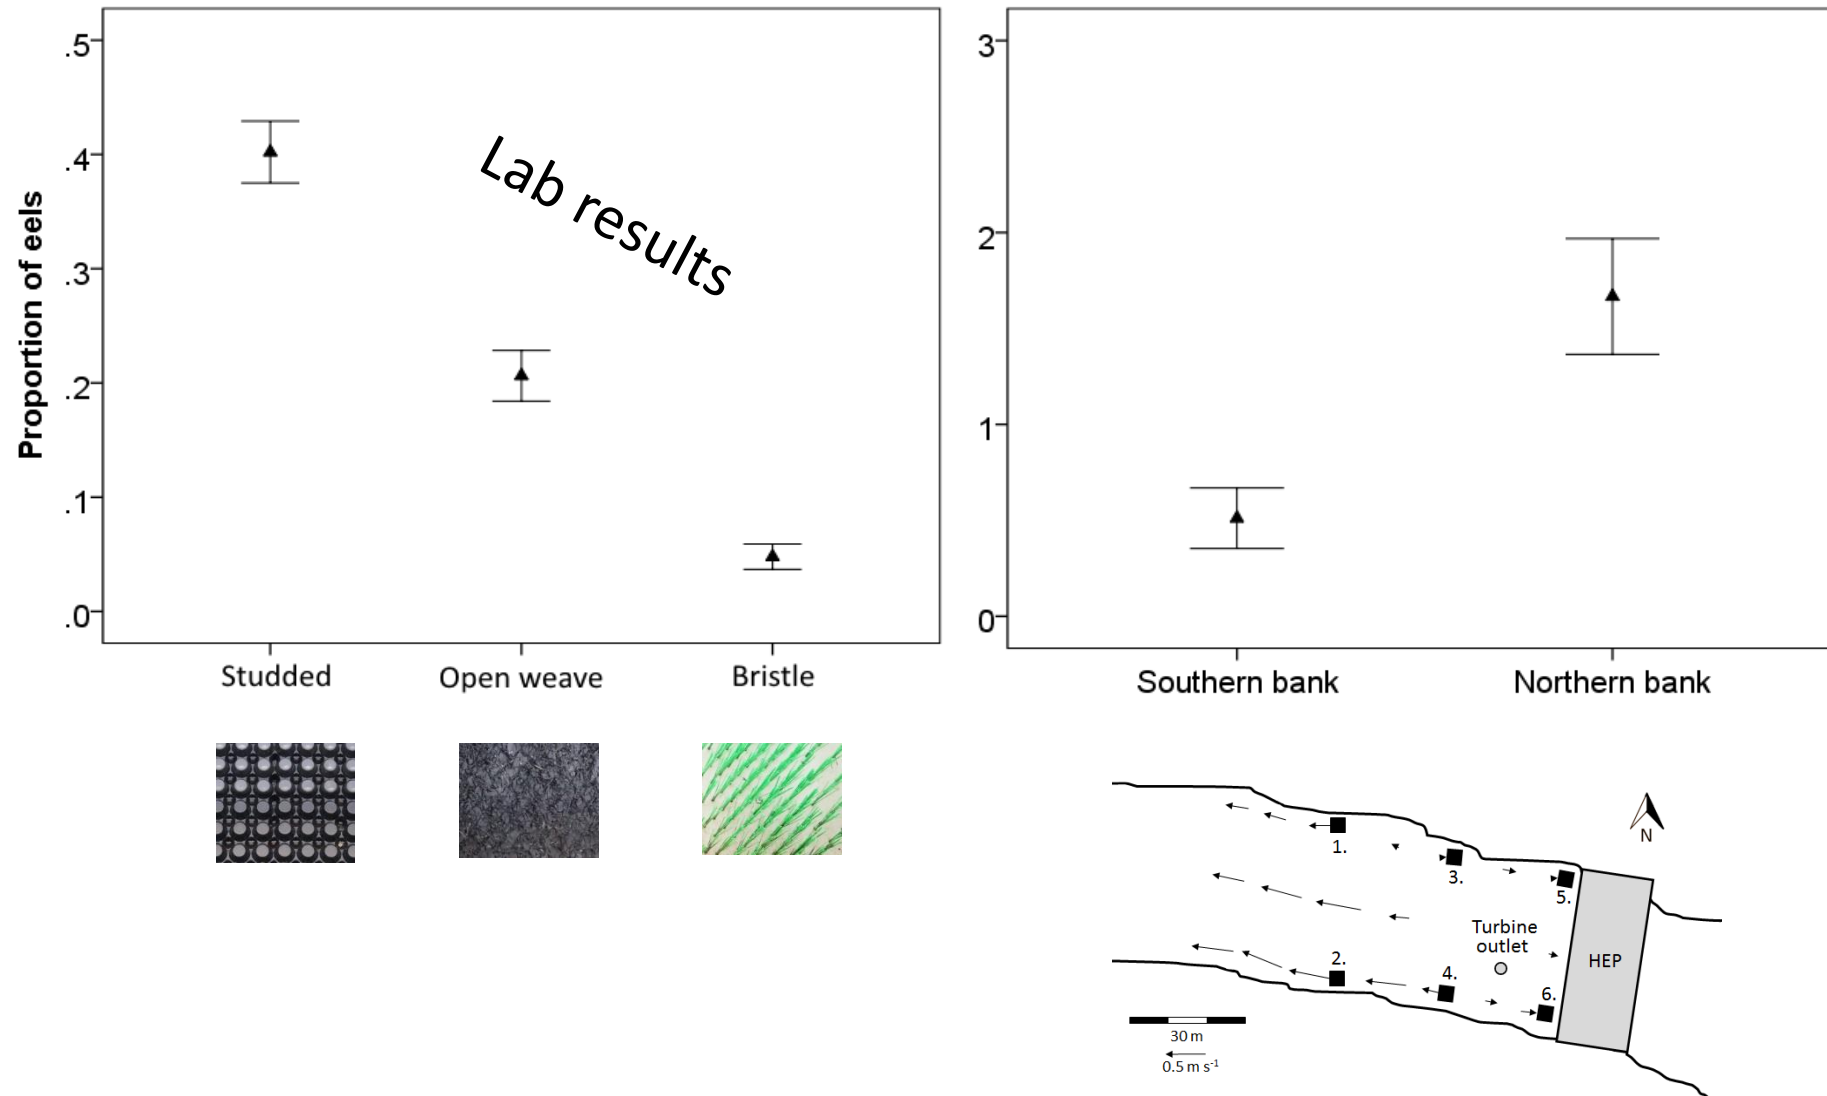 Proportion of eels
.5
.4
.3
.2
.1
.0
Lab results
Studded
Open weave
Bristle
3
2
1
0
Southern bank
Northern bank
N
1.
3.
5.
Turbine
outlet
HEP
2.
4.
6.
30 m
0.5 m s⁻¹